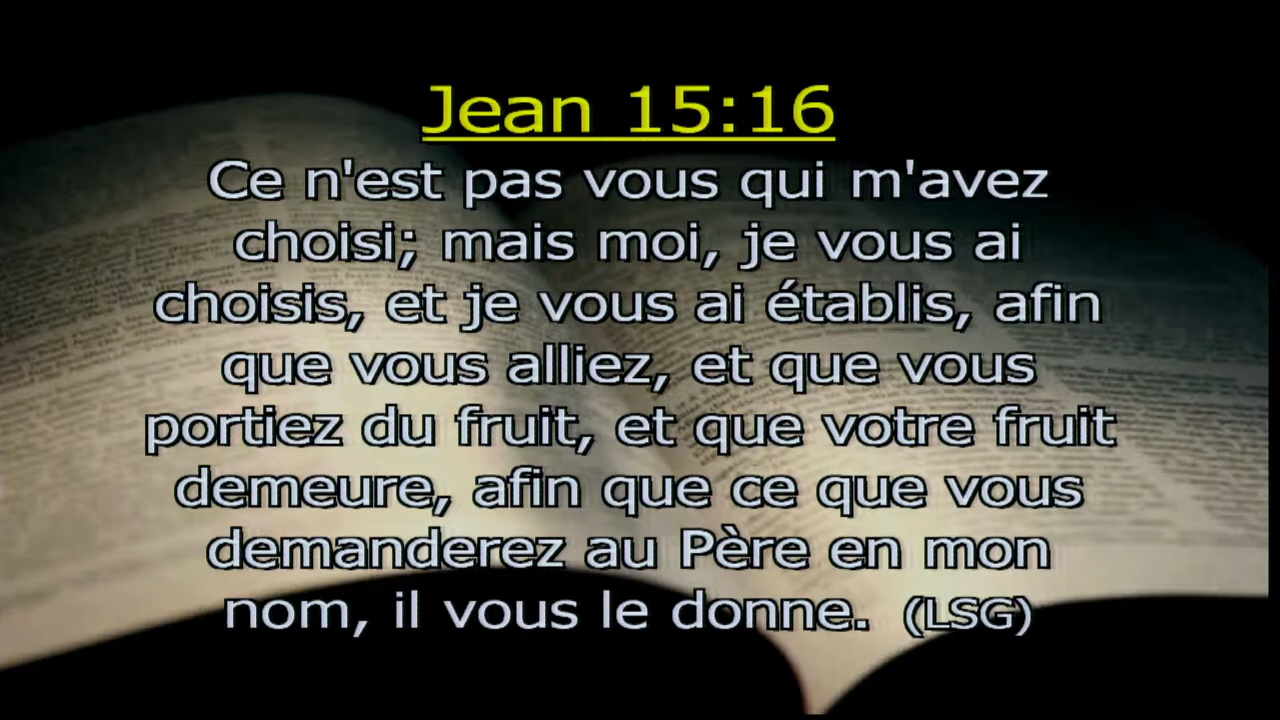 Jean 15:16
Ce n'est pas vous qui m'avez
choisi; mais moi, je vous ai
choisis, et je vous ai établis, afin
que vous alliez, et que vous
portiez du fruit, et que votre fruit
demeure, afin que ce que vous
demanderez au Père en mon
nom, il vous le donne. (LSG)